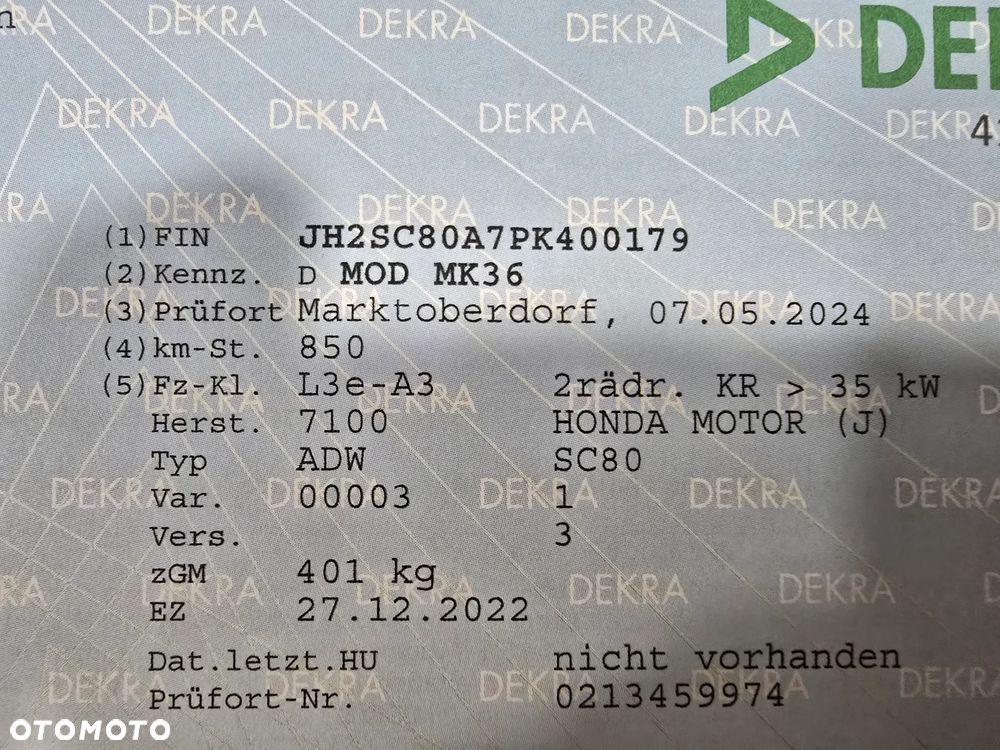 DEK
(1)FIN JH2SC80A7PK400179
(2)Kennz. D MOD MK36
(3)Prüfort Marktoberdorf, 07.05.2024
(4)km-St. 850
(5)Fz-Kl. L3e-A3 2rädr. KR > 35 kW
Herst. 7100 HONDA MOTOR (J)
Typ ADW SC80
Var. 00003 1
Vers. 3
zGM 401 kg
EZ 27.12.2022
Dat.letzt.HU nicht vorhanden
Prüfort-Nr. 0213459974
OTOMOTO